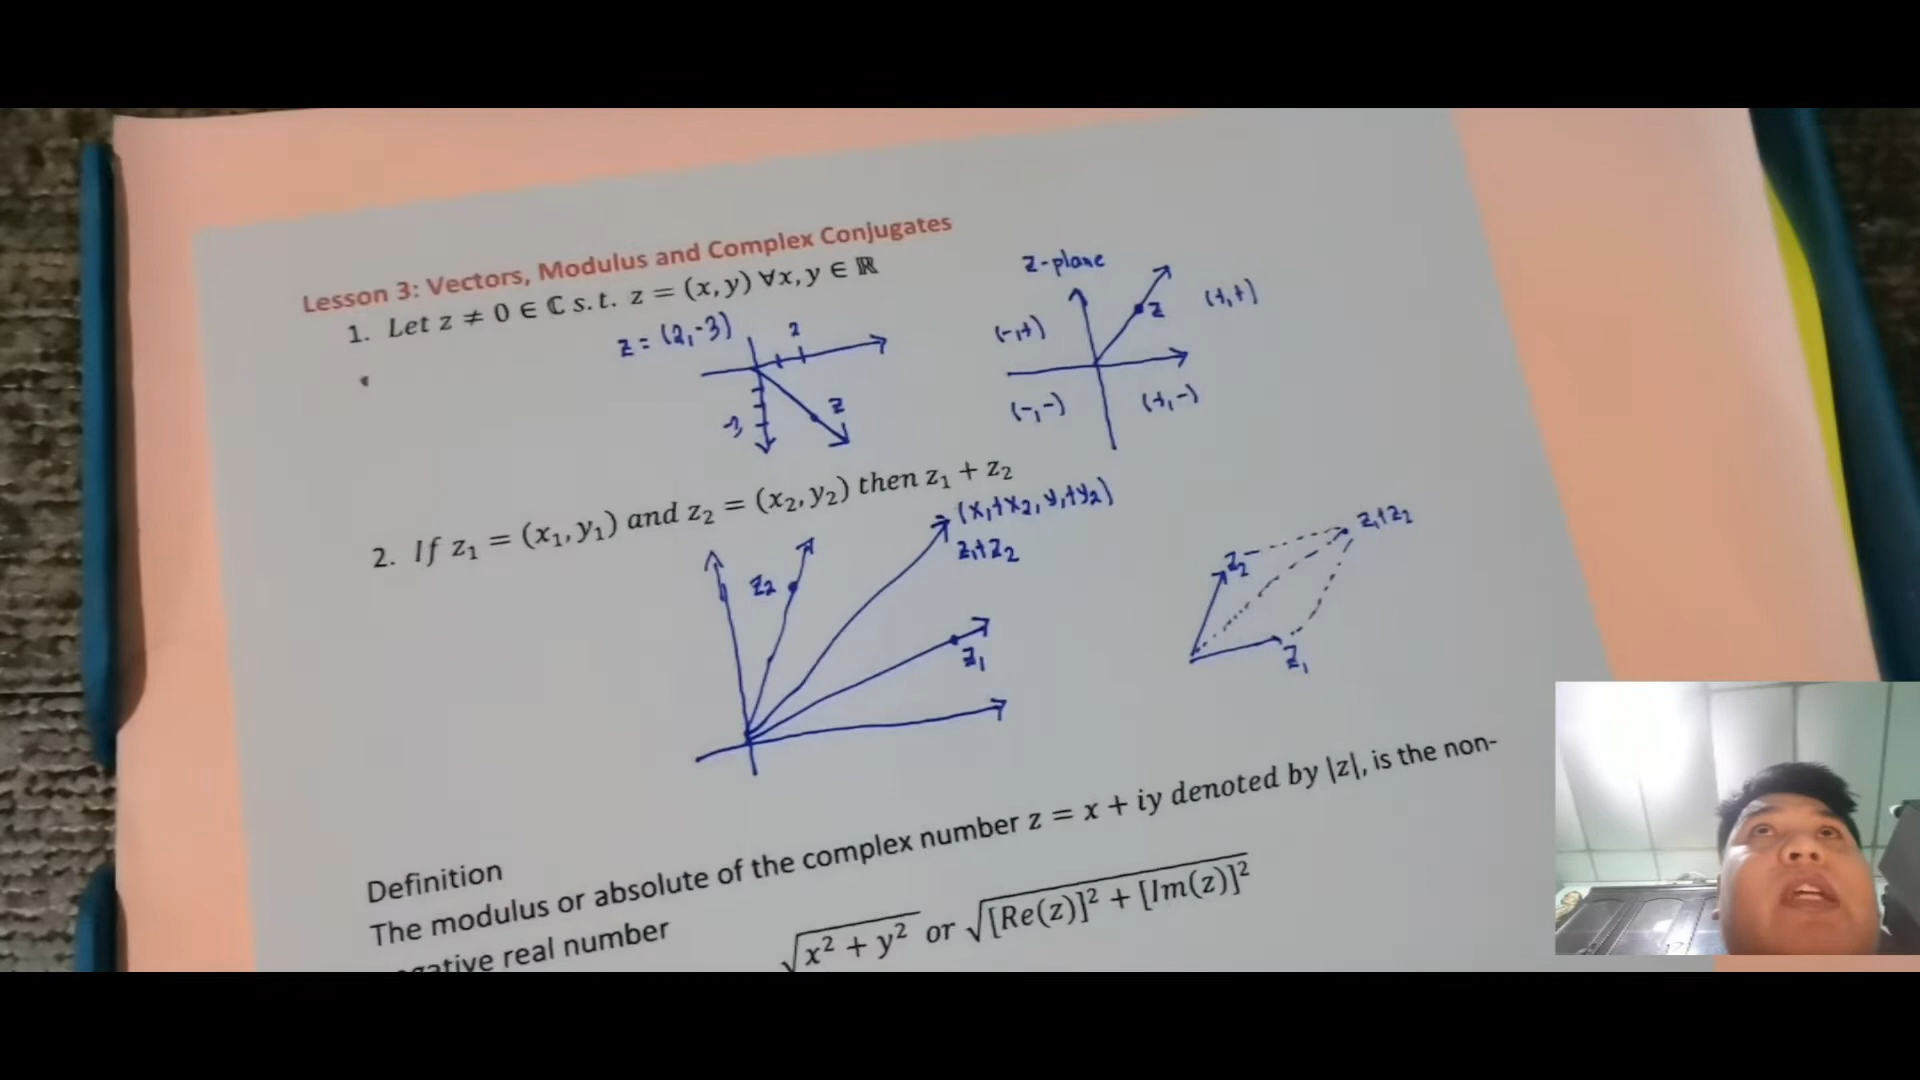 Lesson 3: Vectors, Modulus and Complex Conjugates
1. Let z ≠ 0 ∈ ℂ s.t. z = (x, y) ∀x, y ∈ ℝ
z = (2,-3)
2
z
-3
z-plane
(-,+)
z
(+,+)
(-,-)
(+,-)
2. If z₁ = (x₁, y₁) and z₂ = (x₂, y₂) then z₁ + z₂
(x₁+x₂, y₁+y₂)
z₁+z₂
z₂
z₁
z₁+z₂
z₂
z₁
Definition
The modulus or absolute of the complex number z = x + iy denoted by |z|, is the non-
gative real number
√x² + y² or √[Re(z)]² + [Im(z)]²